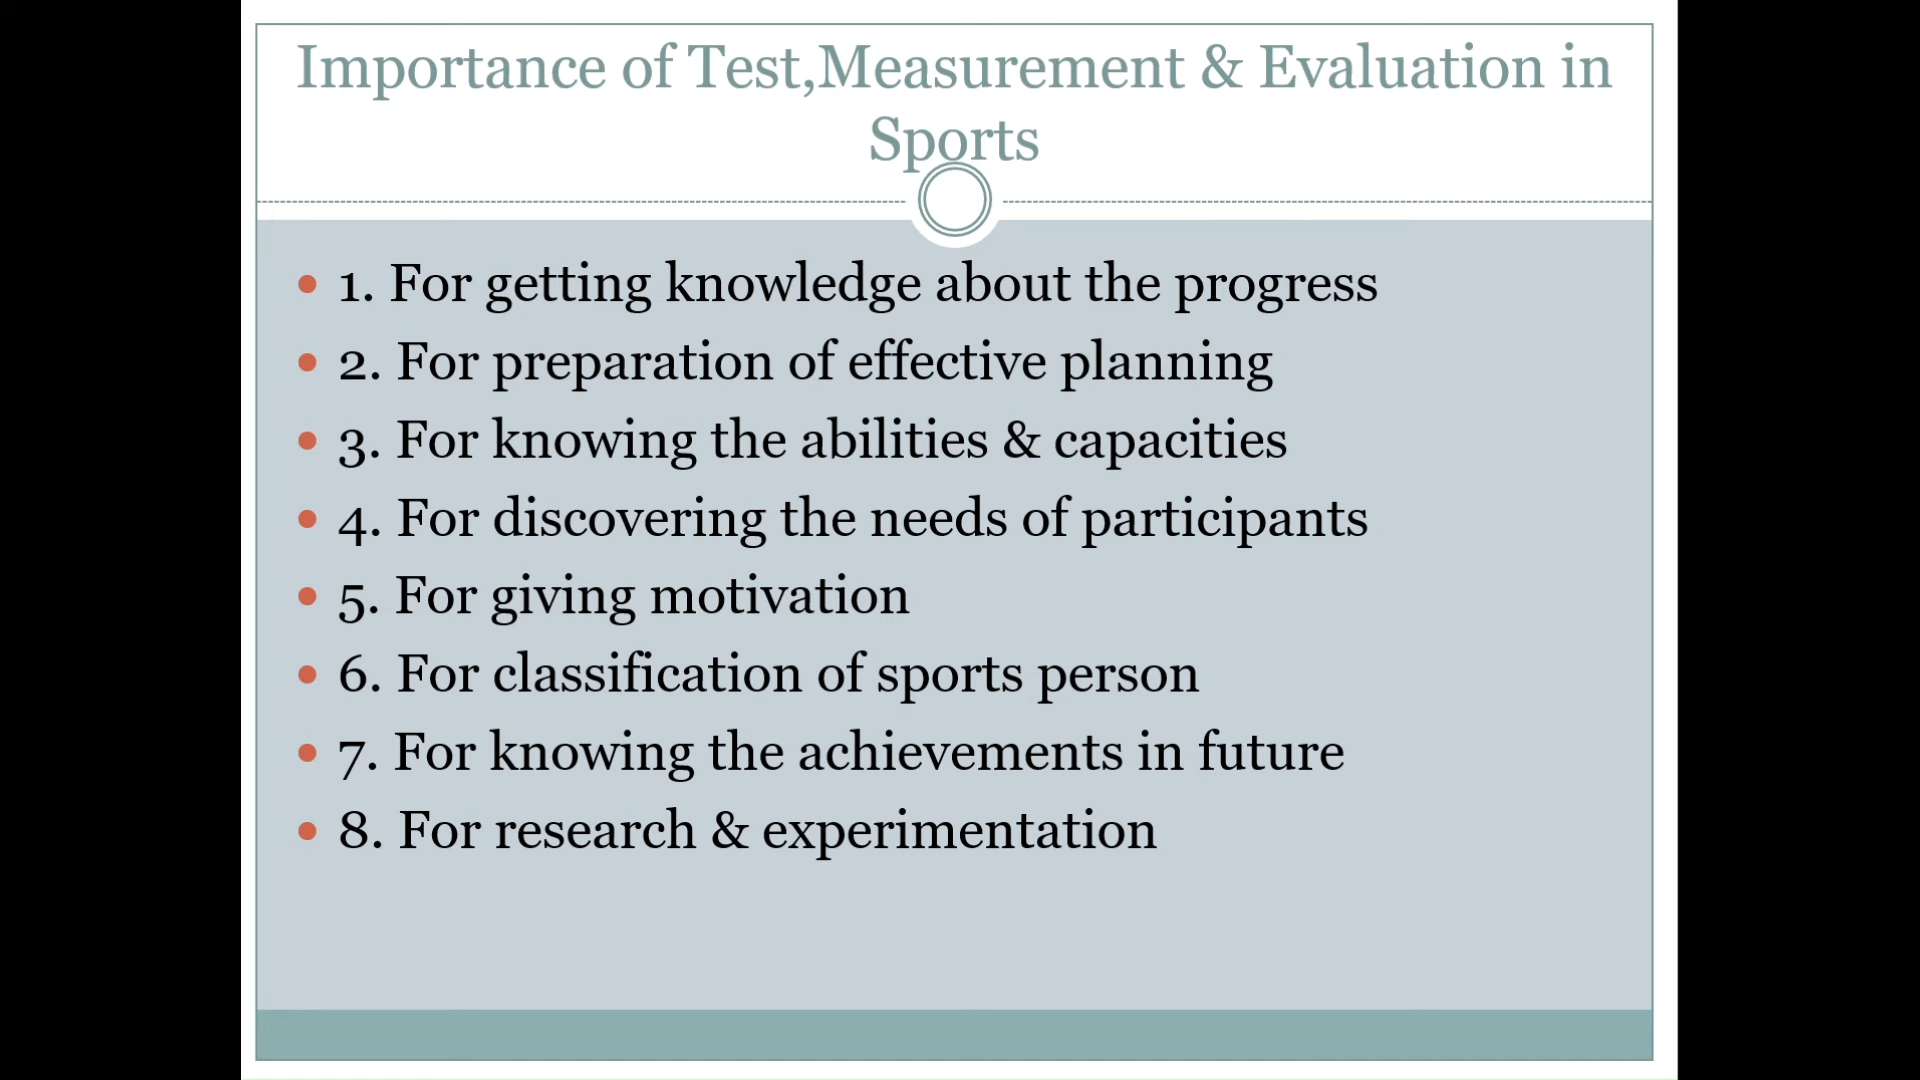 Importance of Test,Measurement & Evaluation in
Sports
• 1. For getting knowledge about the progress
• 2. For preparation of effective planning
• 3. For knowing the abilities & capacities
• 4. For discovering the needs of participants
• 5. For giving motivation
• 6. For classification of sports person
• 7. For knowing the achievements in future
• 8. For research & experimentation